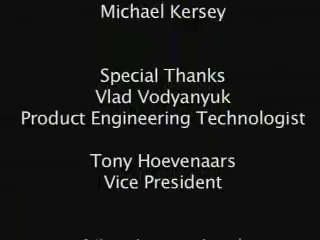 Michael Kersey
Special Thanks
Vlad Vodyanyuk
Product Engineering Technologist
Tony Hoevenaars
Vice President